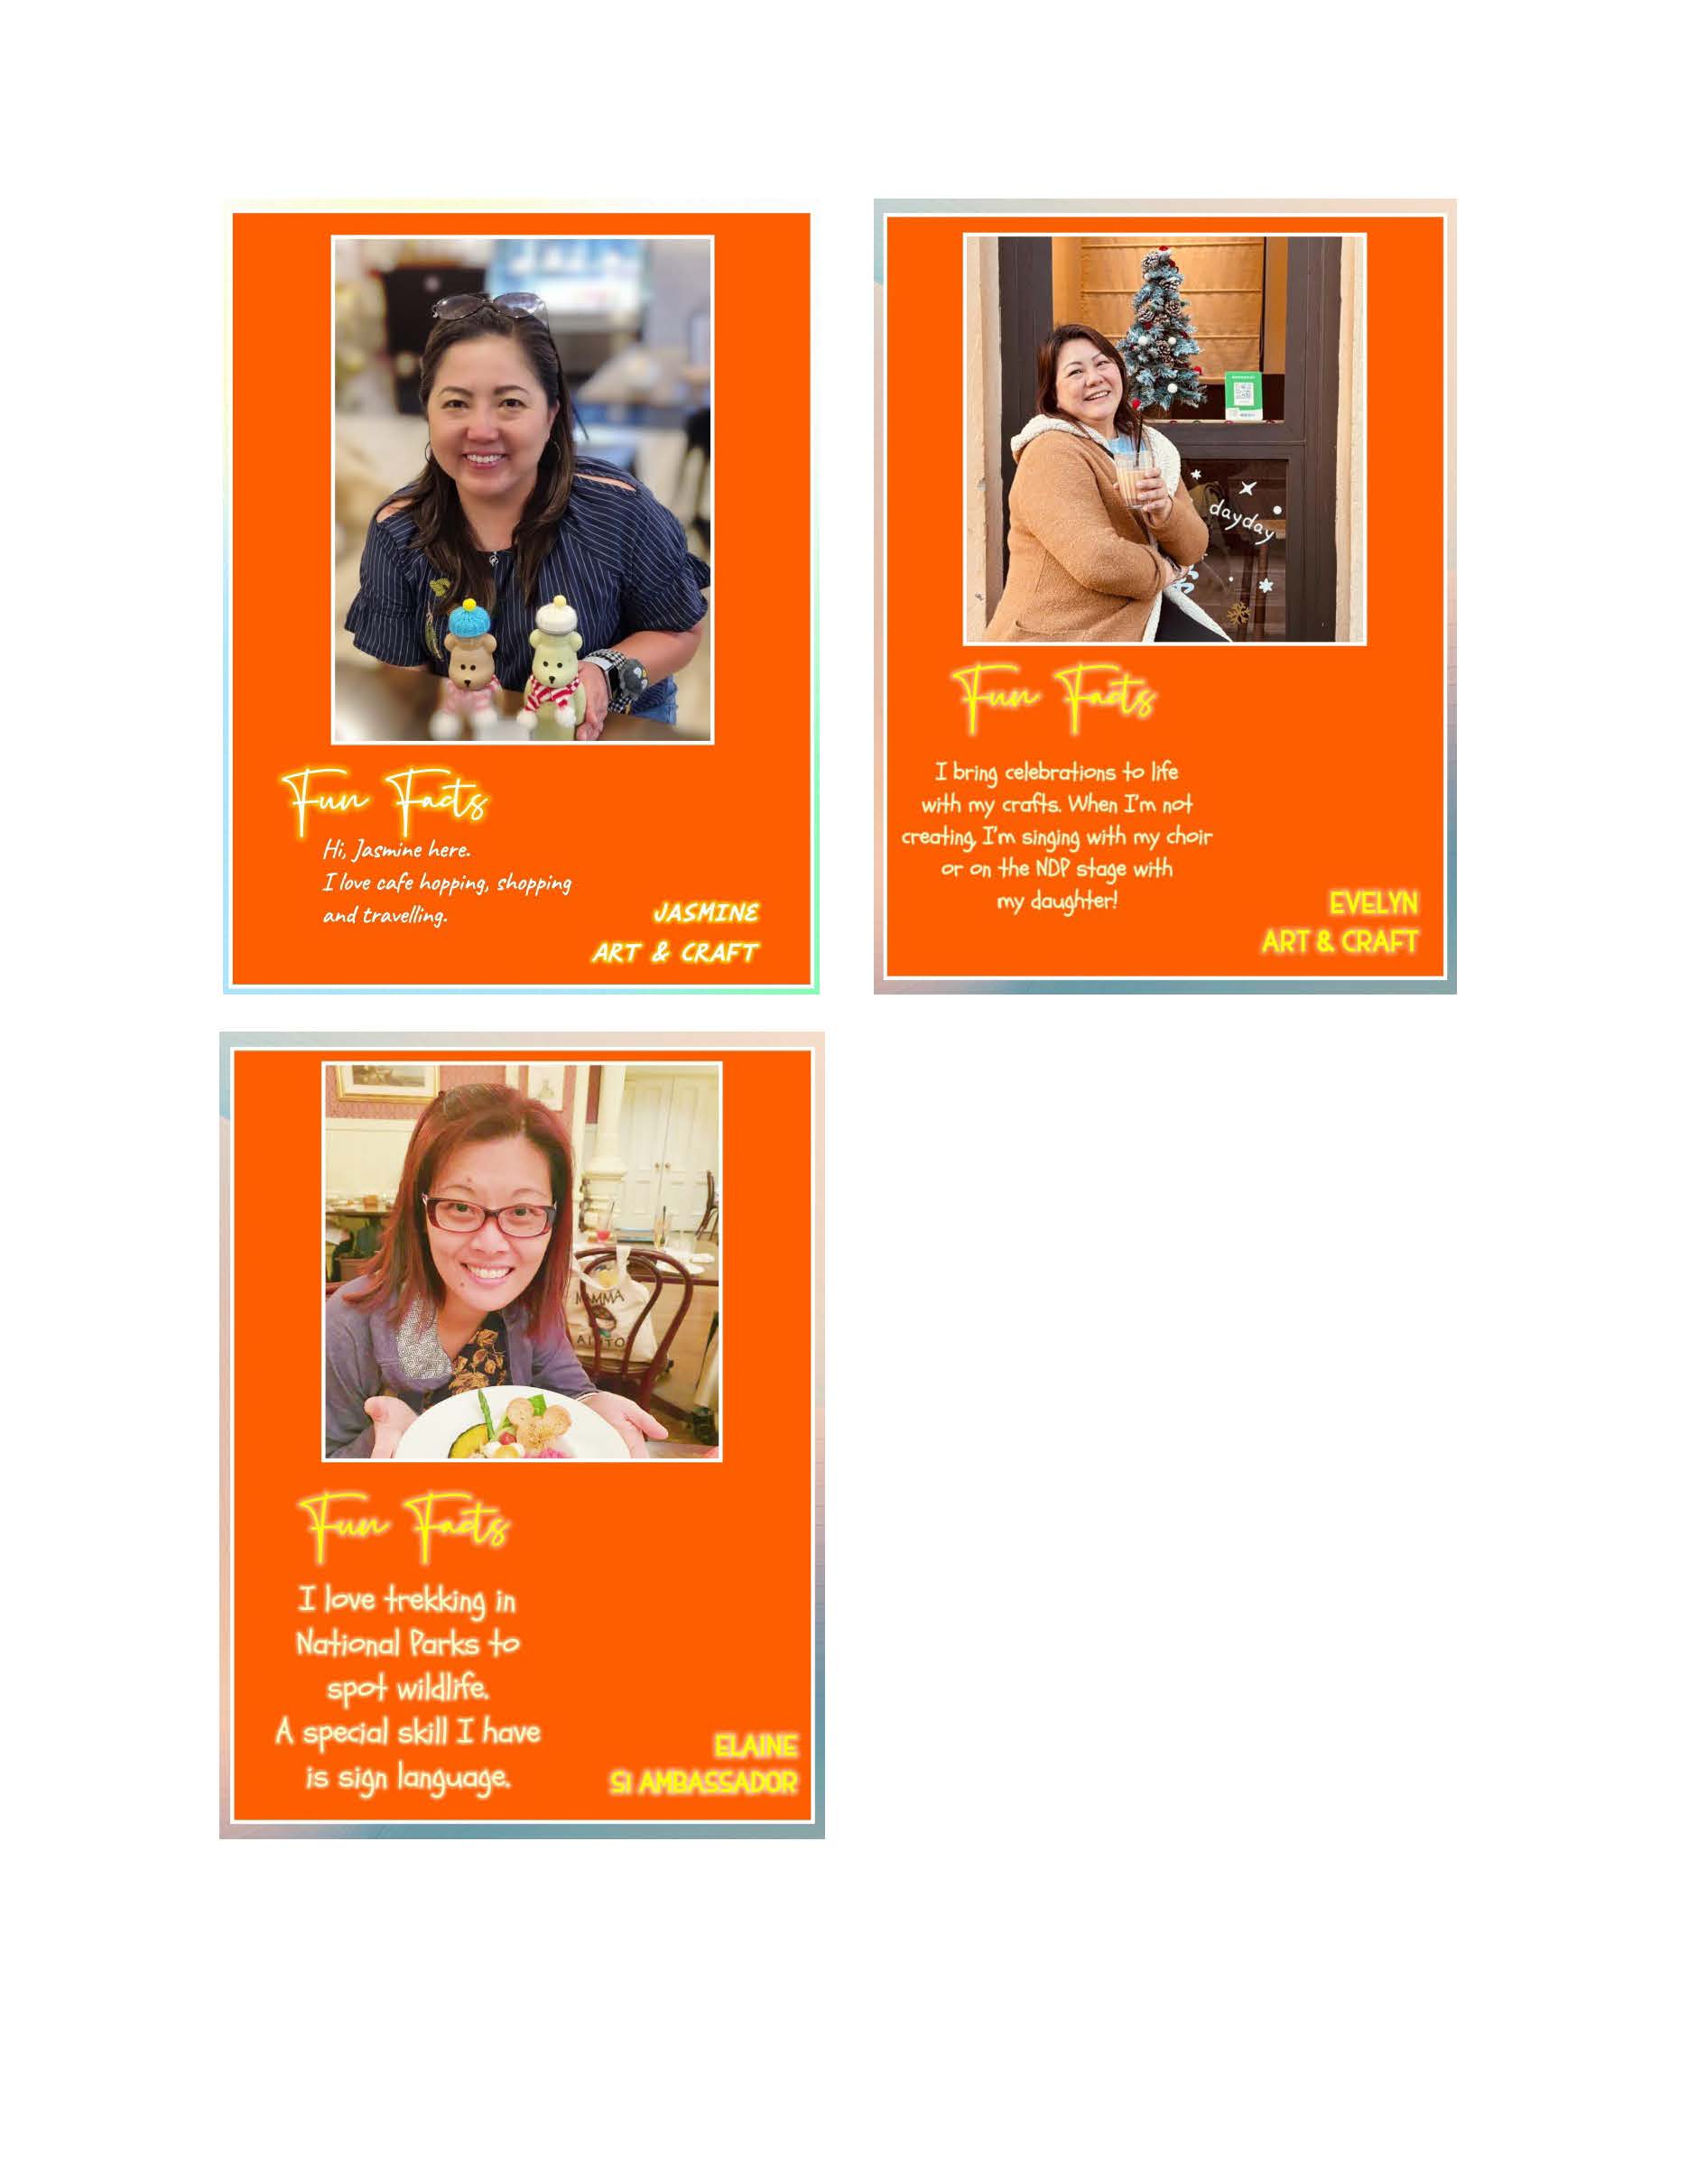 dayday
Fun Facts
Hi, Jasmine here.
I love cafe hopping, shopping
and travelling.
JASMINE
ART & CRAFT
Fun Facts
I bring celebrations to life
with my crafts. When I'm not
creating, I'm singing with my choir
or on the NDP stage with
my daughter!
EVELYN
ART & CRAFT
Fun Facts
I love trekking in
National Parks to
spot wildlife.
A special skill I have
is sign language.
ELAINE
SI AMBASSADOR